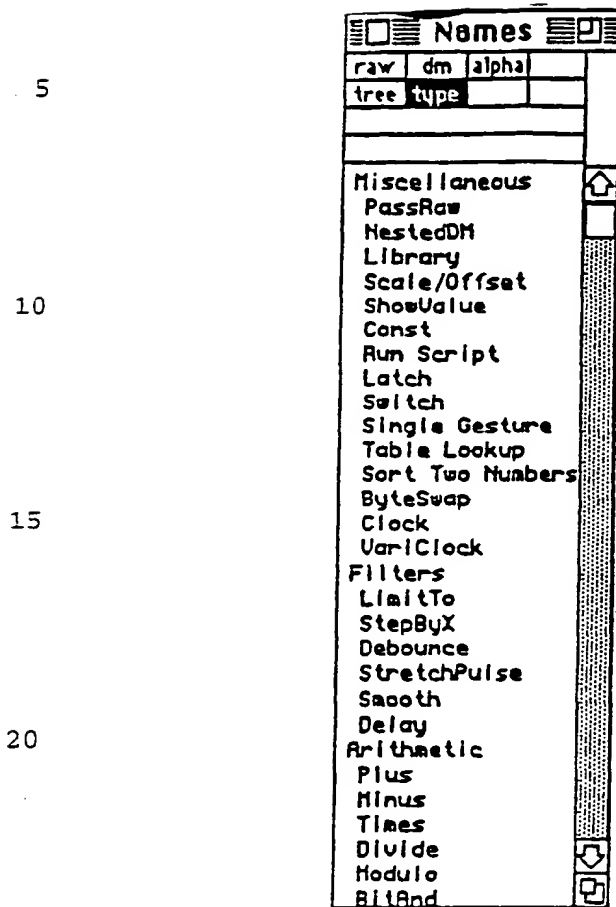 Names
raw dm alpha
5
tree type
Miscellaneous
PassRaw
NestedDM
Library
Scale/Offset
10
ShowValue
Const
Run Script
Latch
Switch
Single Gesture
Table Lookup
Sort Two Numbers
ByteSwap
15
Clock
VariClock
Filters
LimitTo
StepByX
Debounce
StretchPulse
Smooth
Delay
20
Arithmetic
Plus
Minus
Times
Divide
Modulo
BitAnd